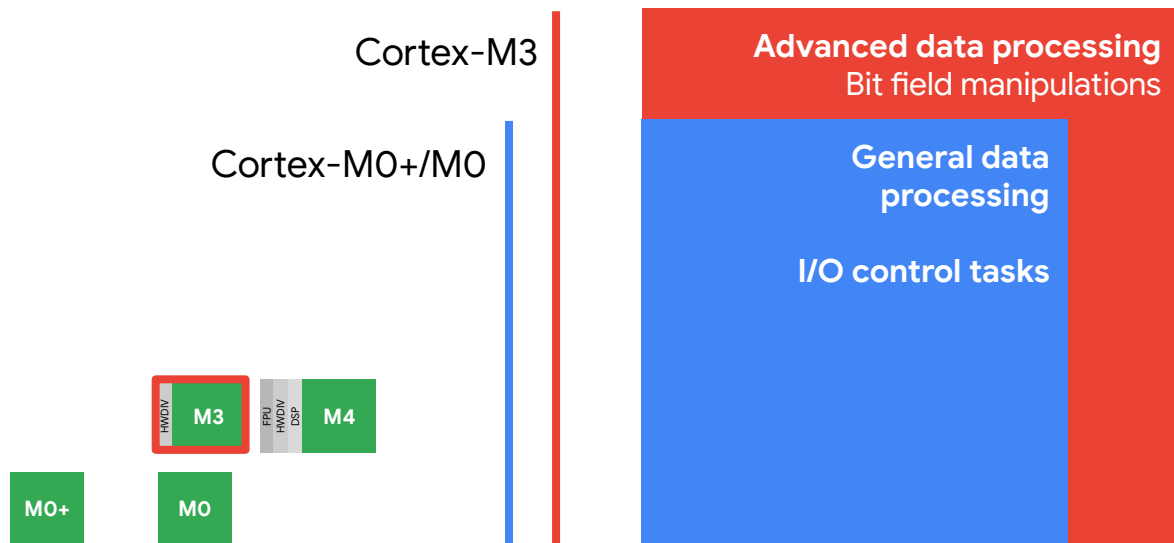 Cortex-M3
Cortex-M0+/M0
Advanced data processing
Bit field manipulations
General data
processing
I/O control tasks
HWDIV
M3
FPU
HWDIV
DSP
M4
M0+
M0